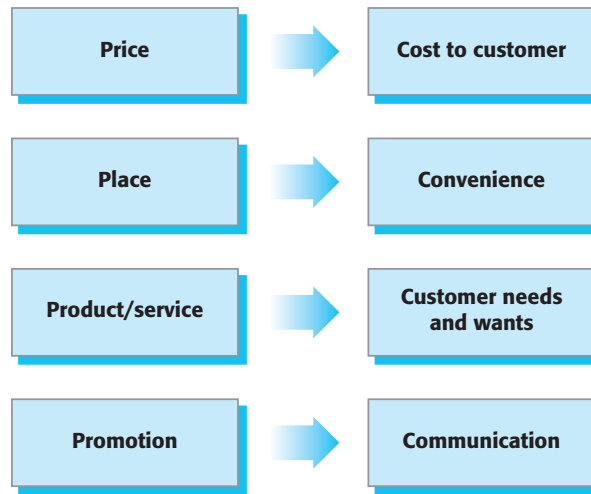 Price
Cost to customer
Place
Convenience
Product/service
Customer needs
and wants
Promotion
Communication